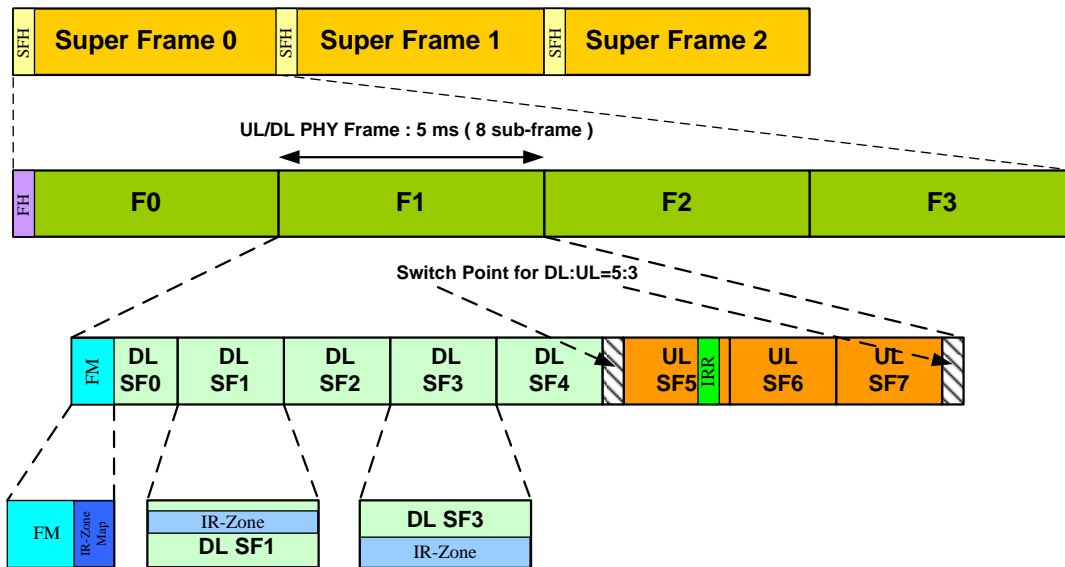 SFH
Super Frame 0
SFH
Super Frame 1
SFH
Super Frame 2
UL/DL PHY Frame : 5 ms ( 8 sub-frame )
FH
F0
F1
F2
F3
Switch Point for DL:UL=5:3
FM
DL
SF0
DL
SF1
DL
SF2
DL
SF3
DL
SF4
UL
SF5
IRR
UL
SF6
UL
SF7
FM
IR-Zone
Map
IR-Zone
DL SF1
DL SF3
IR-Zone